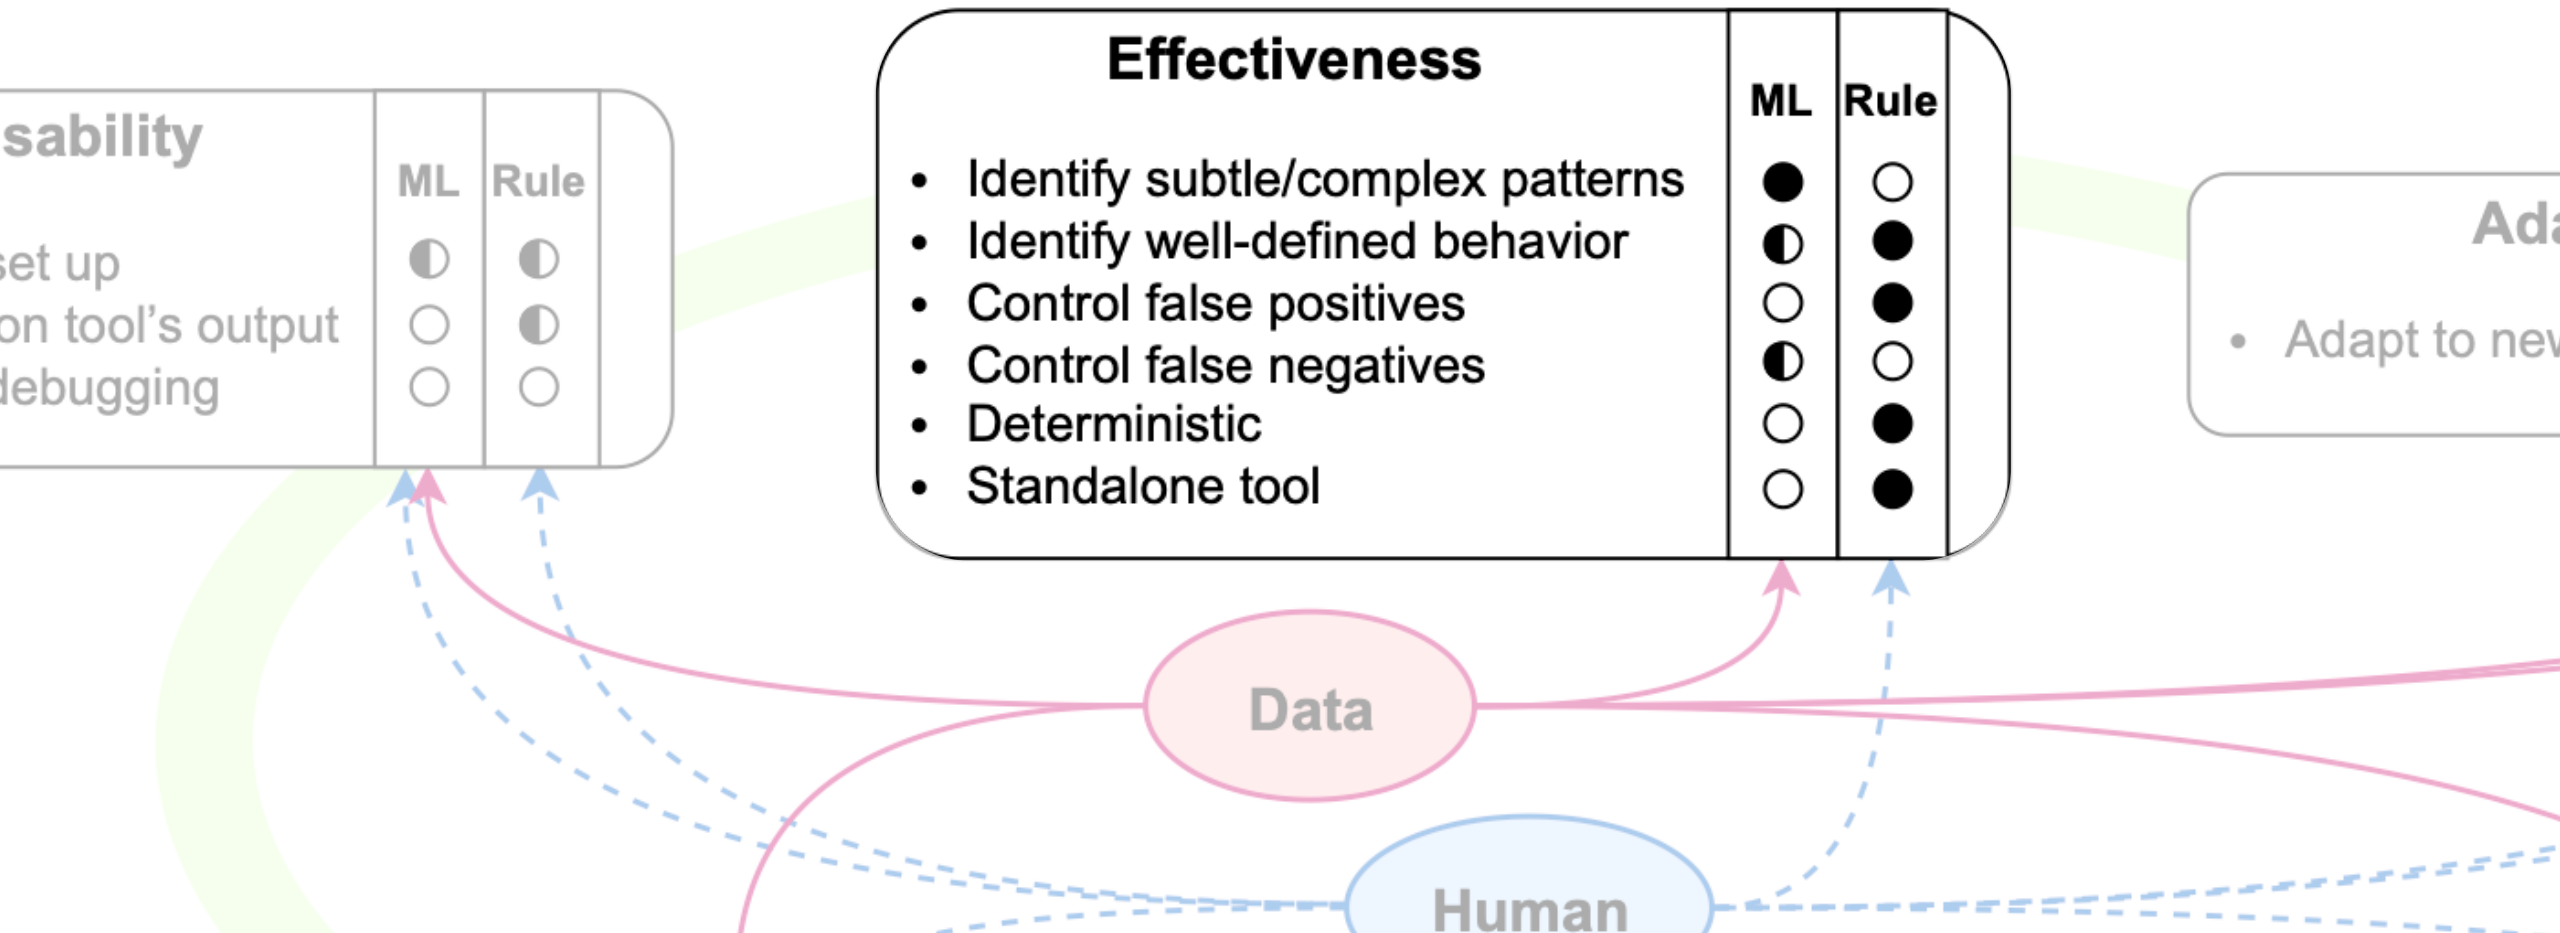 Effectiveness
ML Rule
• Identify subtle/complex patterns
• Identify well-defined behavior
• Control false positives
• Control false negatives
• Deterministic
• Standalone tool
sability
ML Rule
set up
on tool's output
debugging
Ada
• Adapt to new
Data
Human